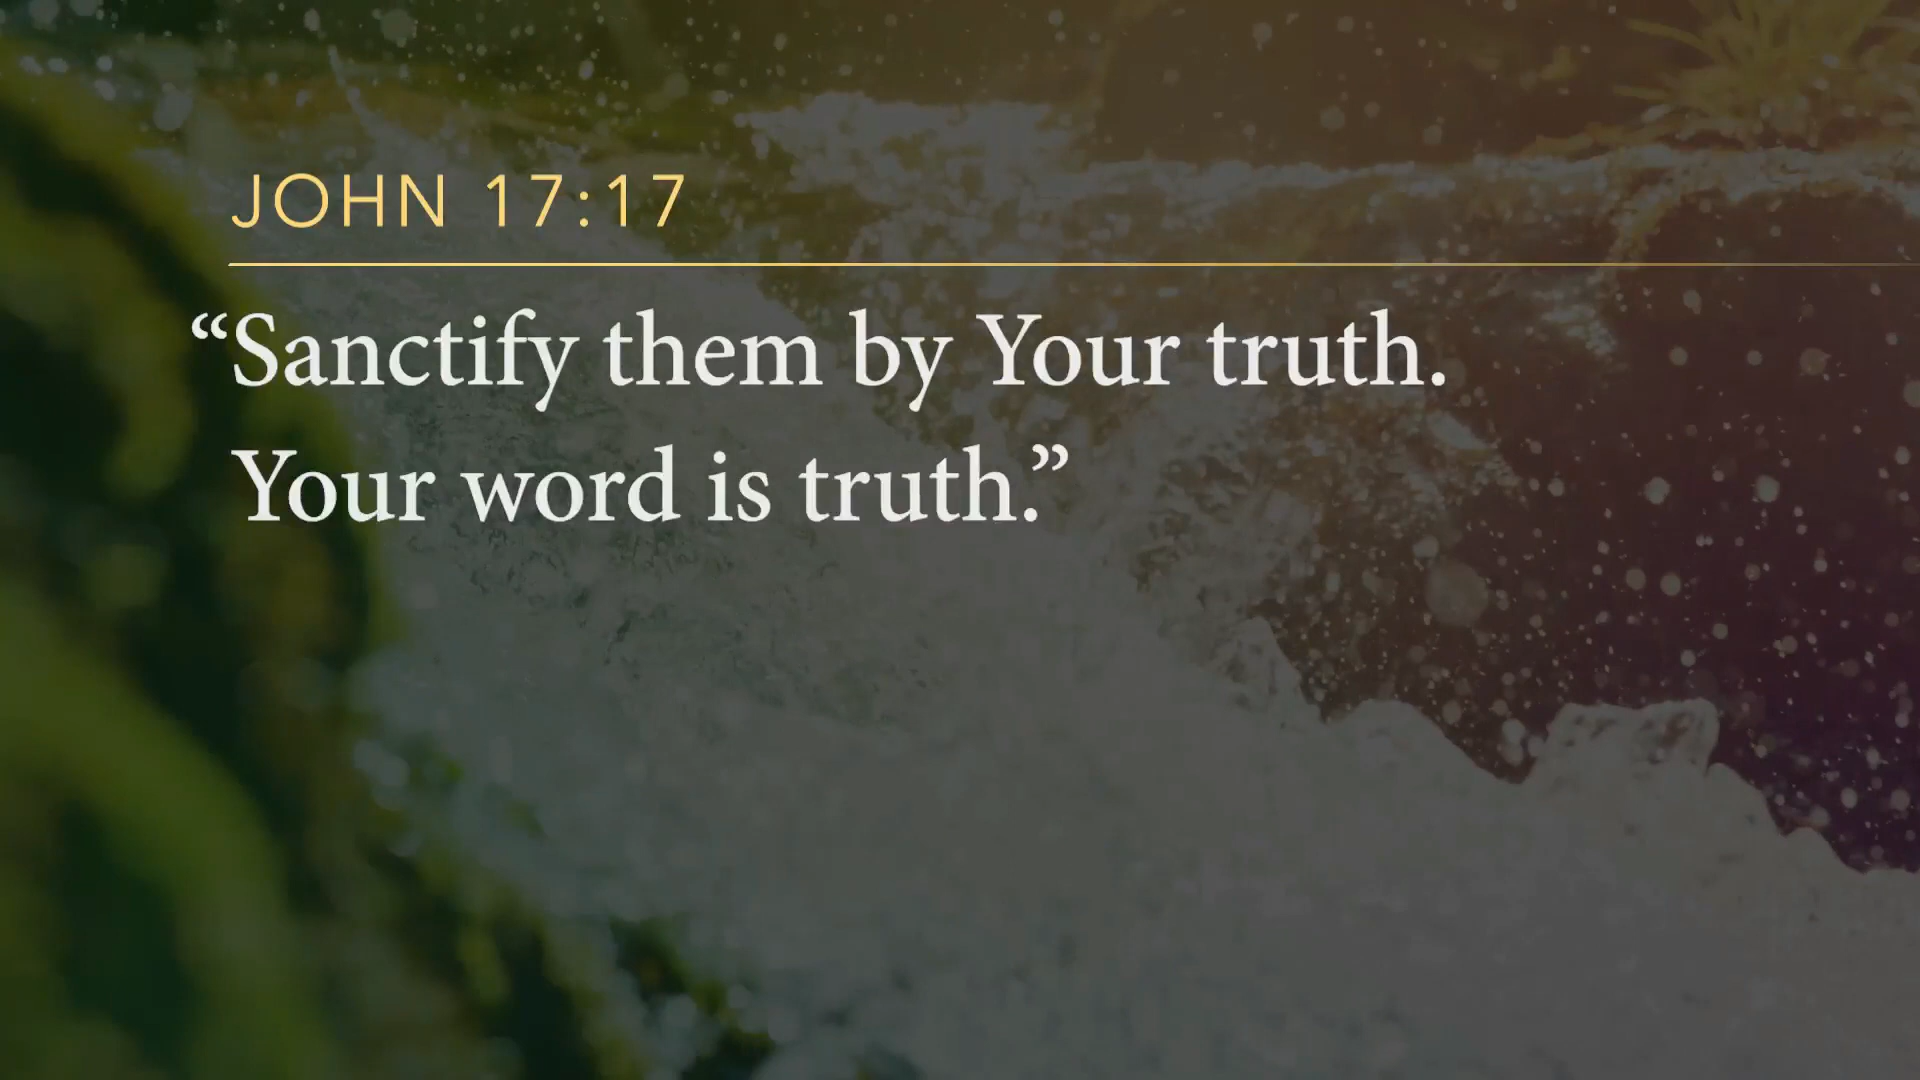 JOHN 17:17
“Sanctify them by Your truth.
Your word is truth.”